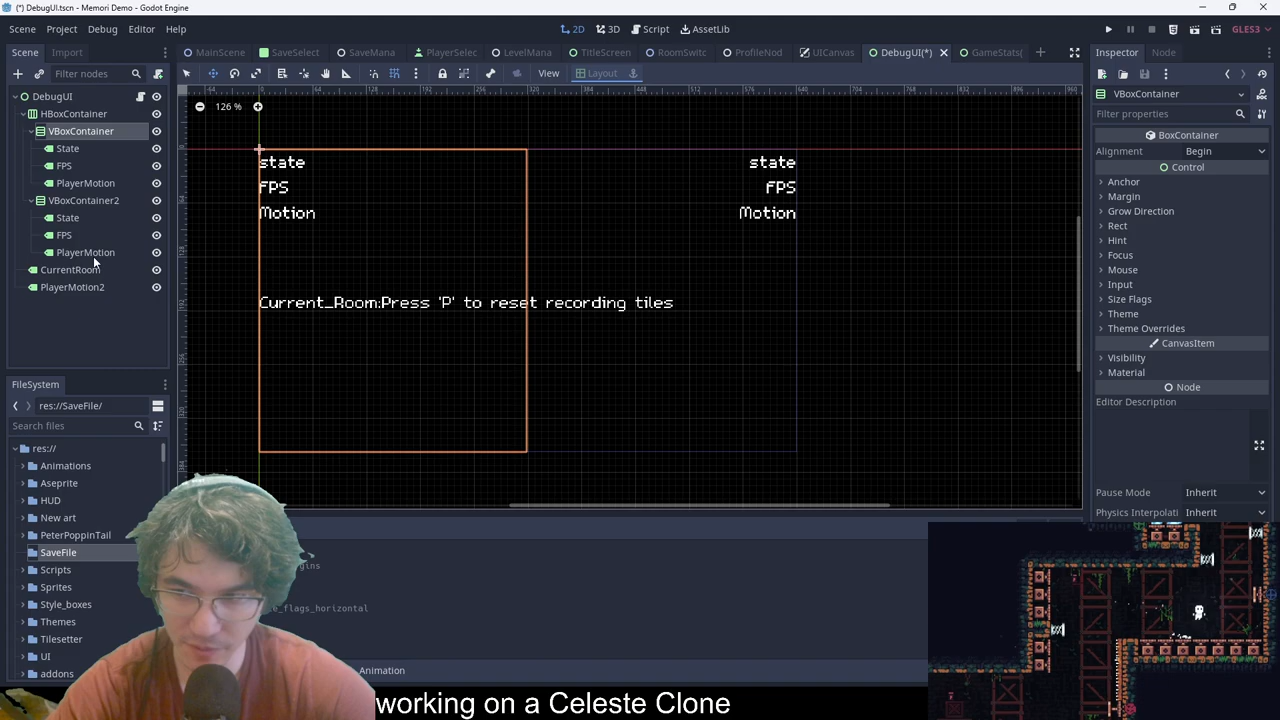 (*) DebugUI.tscn - Memori Demo - Godot Engine
Scene Project Debug Editor Help
2D 3D Script AssetLib
GLES3
Scene Import
MainScene SaveSelect SaveMana PlayerSelec LevelMana TitleScreen RoomSwitc ProfileNod UICanvas DebugUI(*) GameStats(
Inspector Node
Filter nodes
View Layout
DebugUI
HBoxContainer
VBoxContainer
State
FPS
PlayerMotion
VBoxContainer2
State
FPS
PlayerMotion
CurrentRoom
PlayerMotion2
126 %
state
FPS
Motion
state
FPS
Motion
Current_Room:Press 'P' to reset recording tiles
VBoxContainer
Filter properties
BoxContainer
Alignment Begin
Control
Anchor
Margin
Grow Direction
Rect
Hint
Focus
Mouse
Input
Size Flags
Theme
Theme Overrides
CanvasItem
Visibility
Material
Node
Editor Description
Pause Mode Inherit
Physics Interpolati Inherit
FileSystem
res://SaveFile/
Search files
res://
Animations
Aseprite
HUD
New art
PeterPoppinTail
SaveFile
Scripts
Sprites
Style_boxes
Themes
Tilesetter
UI
addons
gins
e_flags_horizontal
Animation
working on a Celeste Clone